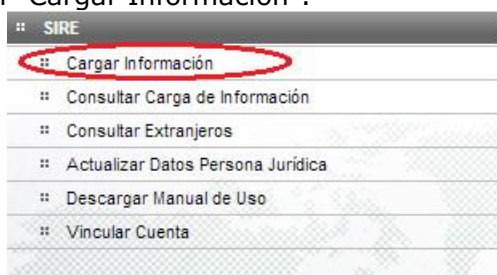 "Cargar Información".
SIRE
Cargar Información
Consultar Carga de Información
Consultar Extranjeros
Actualizar Datos Persona Jurídica
Descargar Manual de Uso
Vincular Cuenta